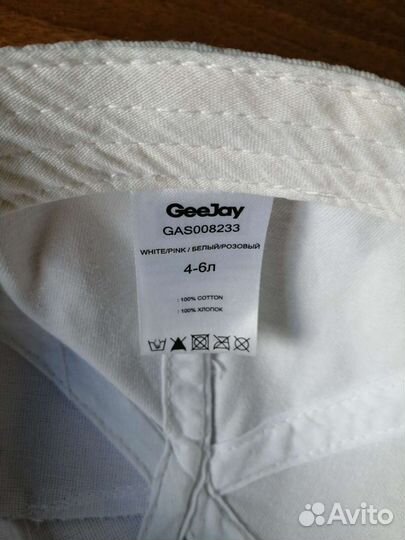 GeeJay
GAS008233
WHITE/PINK / БЕЛЫЙ/РОЗОВЫЙ
4-6л
: 100% COTTON
: 100% ХЛОПОК
Avito